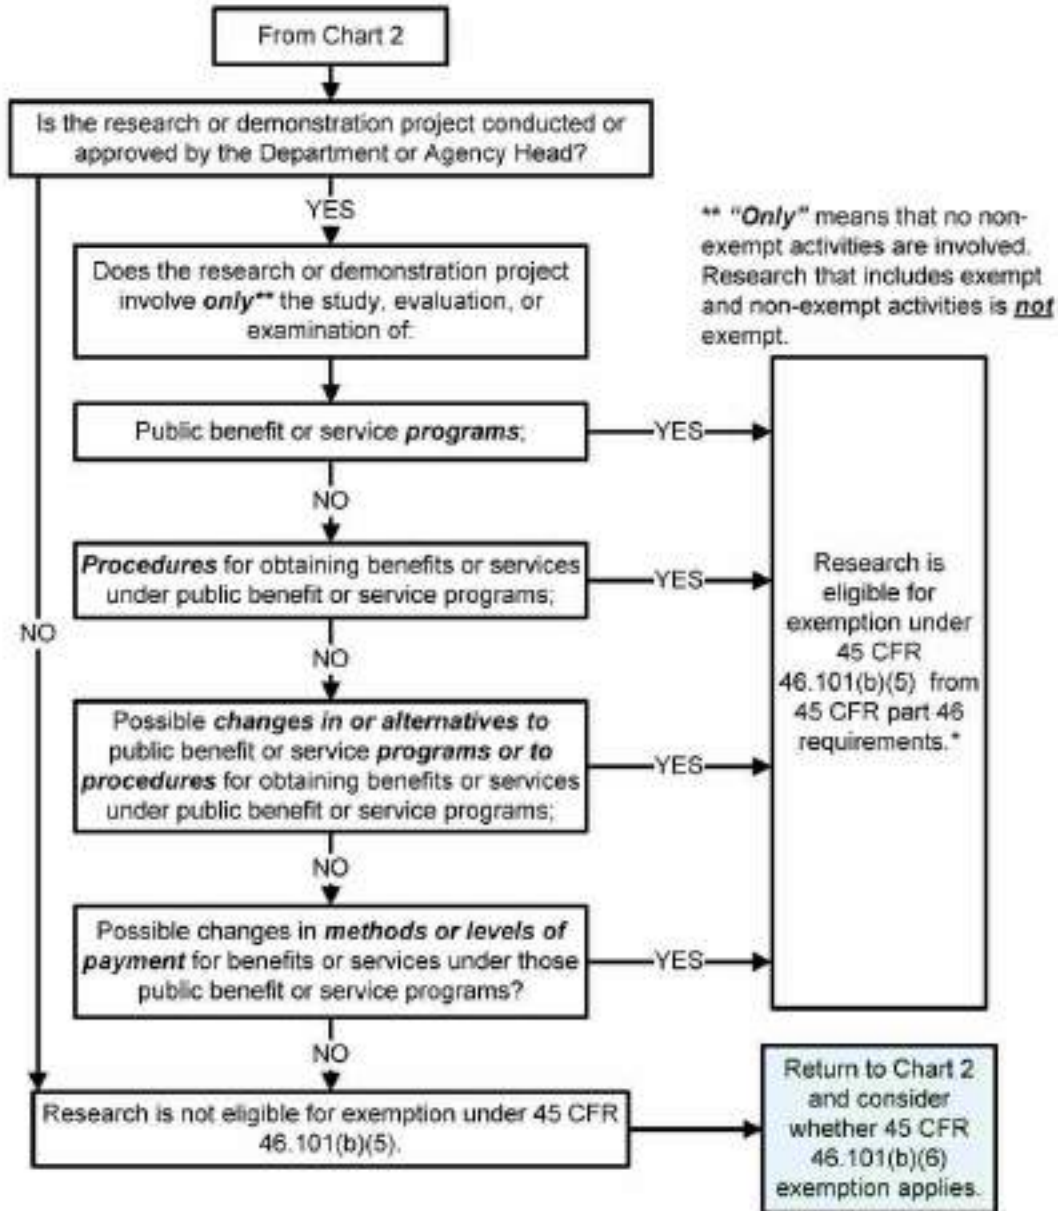 From Chart 2
Is the research or demonstration project conducted or
approved by the Department or Agency Head?
YES
** "Only" means that no non-
exempt activities are involved.
Research that includes exempt
and non-exempt activities is not
exempt.
Does the research or demonstration project
involve only** the study, evaluation, or
examination of:
Public benefit or service programs;
YES
NO
Procedures for obtaining benefits or services
under public benefit or service programs;
YES
NO
NO
Possible changes in or alternatives to
public benefit or service programs or to
procedures for obtaining benefits or services
under public benefit or service programs;
YES
NO
Possible changes in methods or levels of
payment for benefits or services under those
public benefit or service programs?
YES
NO
Research is
eligible for
exemption under
45 CFR
46.101(b)(5) from
45 CFR part 46
requirements.*
Research is not eligible for exemption under 45 CFR
46.101(b)(5).
Return to Chart 2
and consider
whether 45 CFR
46.101(b)(6)
exemption applies.